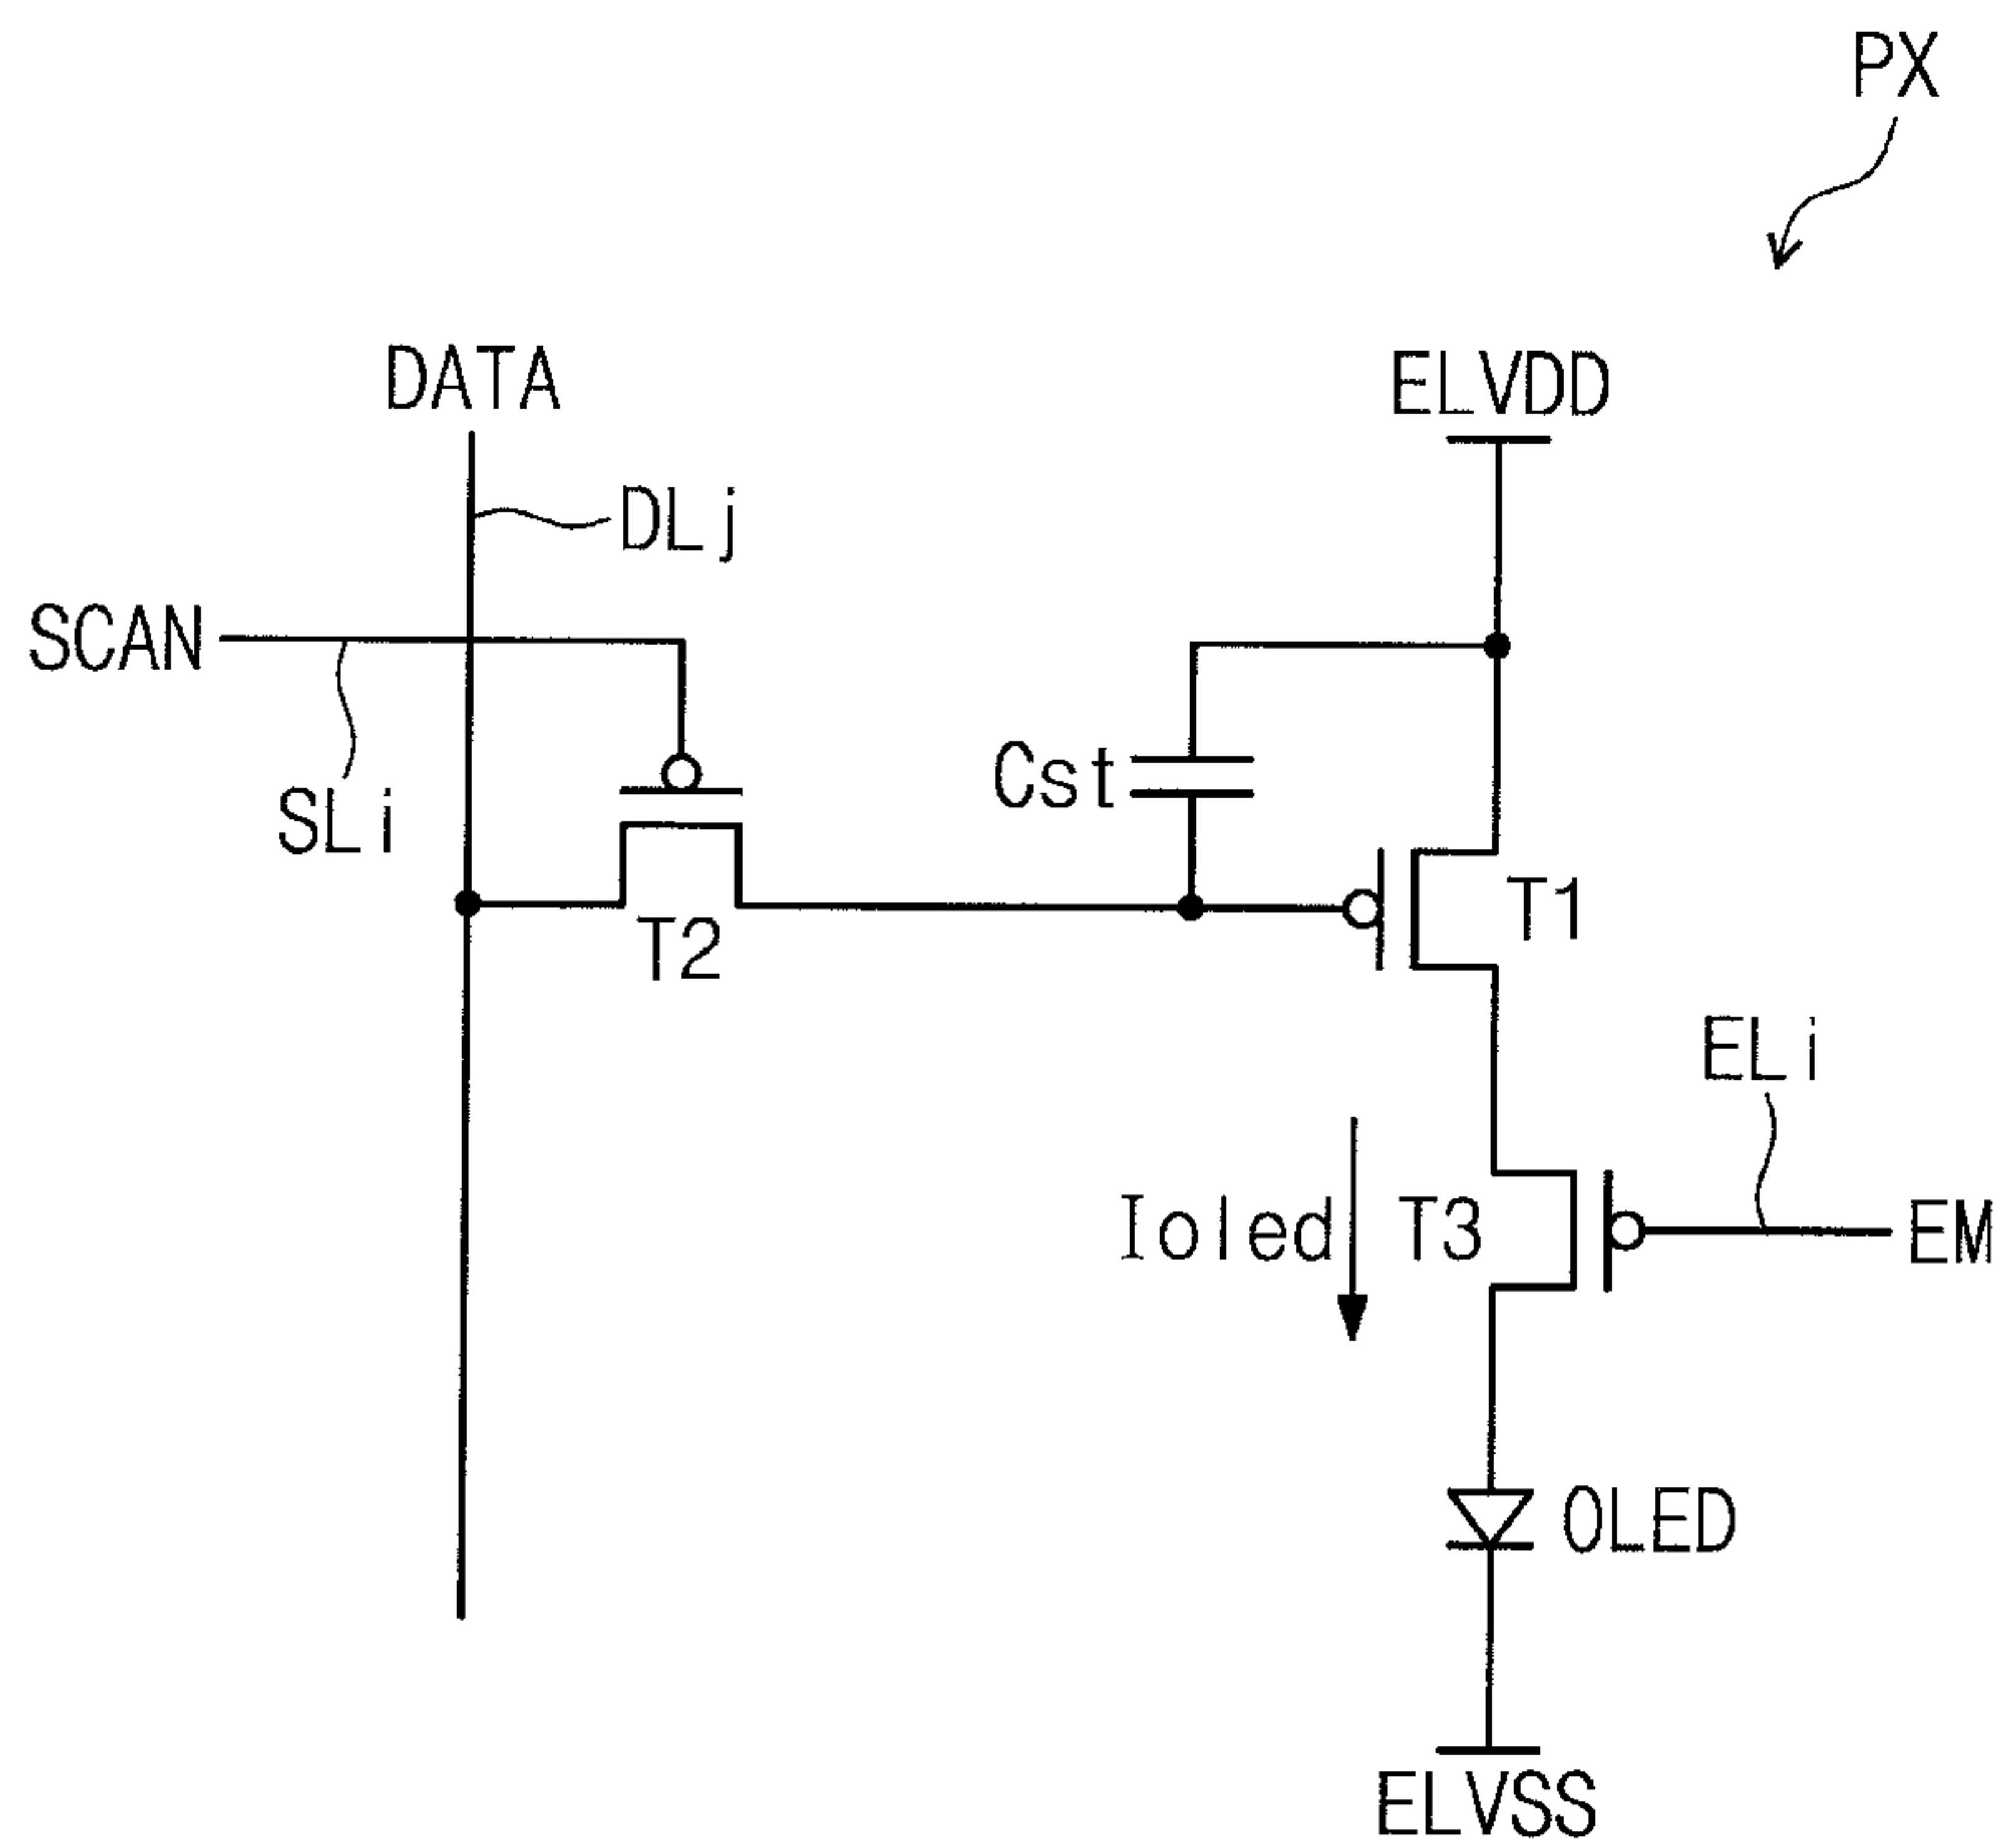 PX
DATA
ELVDD
DLj
SCAN
Cst
SLi
T1
T2
ELi
Ioled
T3
EM
OLED
ELVSS